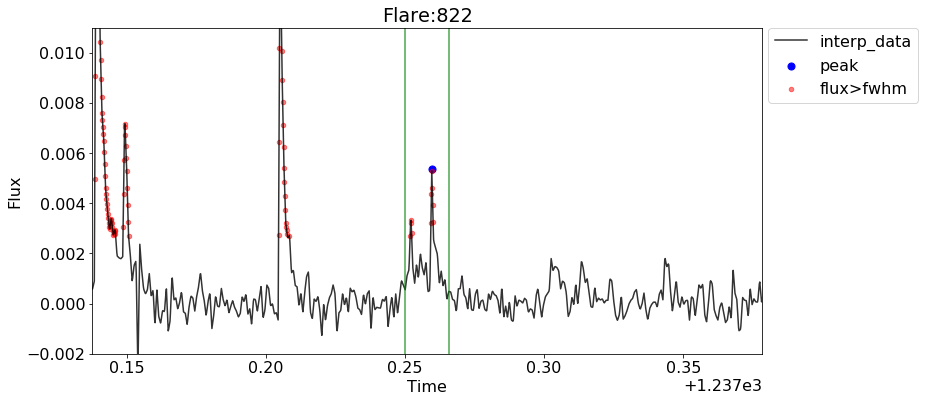 Flare:822
interp_data
peak
flux>fwhm
Flux
0.010
0.008
0.006
0.004
0.002
0.000
−0.002
0.15 0.20 0.25 0.30 0.35
Time
+1.237e3